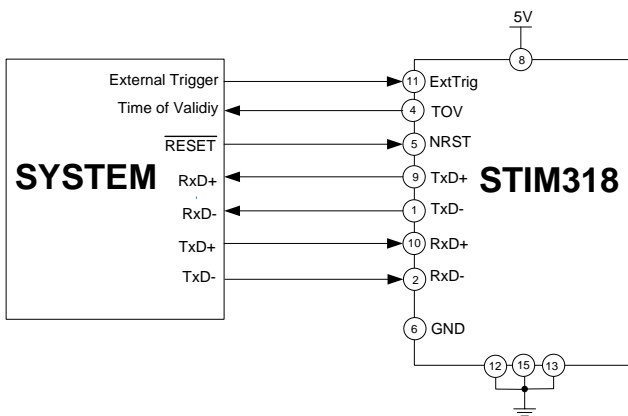 5V
8
External Trigger 11 ExtTrig
Time of Validiy 4 TOV
RESET 5 NRST
SYSTEM RxD+ 9 TxD+ STIM318
RxD- 1 TxD-
TxD+ 10 RxD+
TxD- 2 RxD-
6 GND
12 15 13